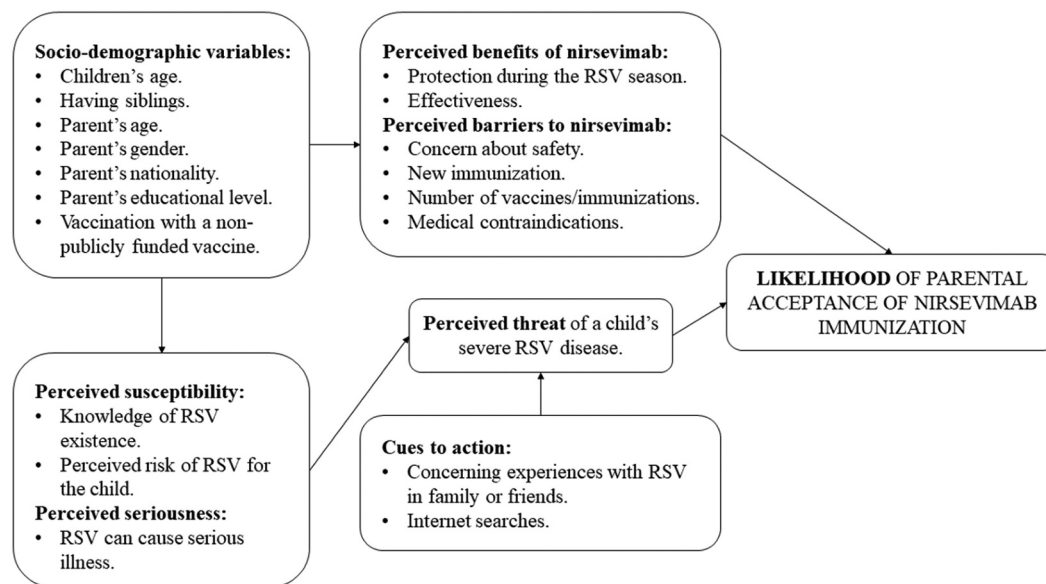 Socio-demographic variables:
• Children's age.
• Having siblings.
• Parent's age.
• Parent's gender.
• Parent's nationality.
• Parent's educational level.
• Vaccination with a non-
publicly funded vaccine.
Perceived benefits of nirsevimab:
• Protection during the RSV season.
• Effectiveness.
Perceived barriers to nirsevimab:
• Concern about safety.
• New immunization.
• Number of vaccines/immunizations.
• Medical contraindications.
LIKELIHOOD OF PARENTAL
ACCEPTANCE OF NIRSEVIMAB
IMMUNIZATION
Perceived threat of a child's
severe RSV disease.
Perceived susceptibility:
• Knowledge of RSV
existence.
• Perceived risk of RSV for
the child.
Perceived seriousness:
• RSV can cause serious
illness.
Cues to action:
• Concerning experiences with RSV
in family or friends.
• Internet searches.